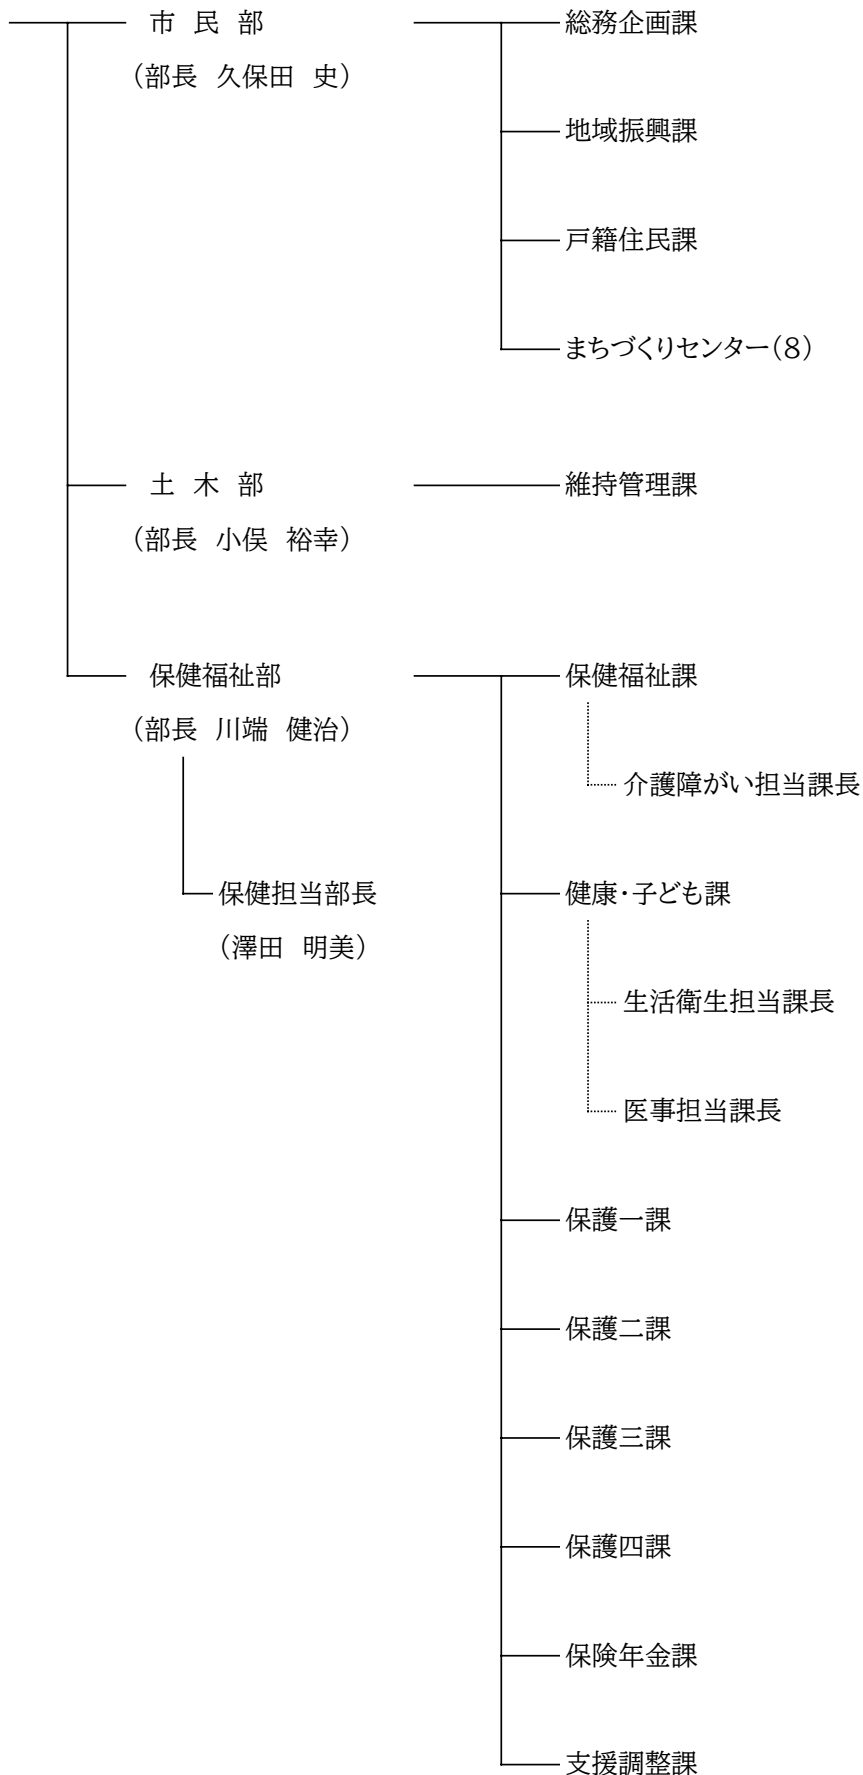 市 民 部
総務企画課
（部長 久保田 史）
地域振興課
戸籍住民課
まちづくりセンター（8）
土 木 部
維持管理課
（部長 小俣 裕幸）
保健福祉部
保健福祉課
（部長 川端 健治）
介護障がい担当課長
保健担当部長
健康・子ども課
（澤田 明美）
生活衛生担当課長
医事担当課長
保護一課
保護二課
保護三課
保護四課
保険年金課
支援調整課